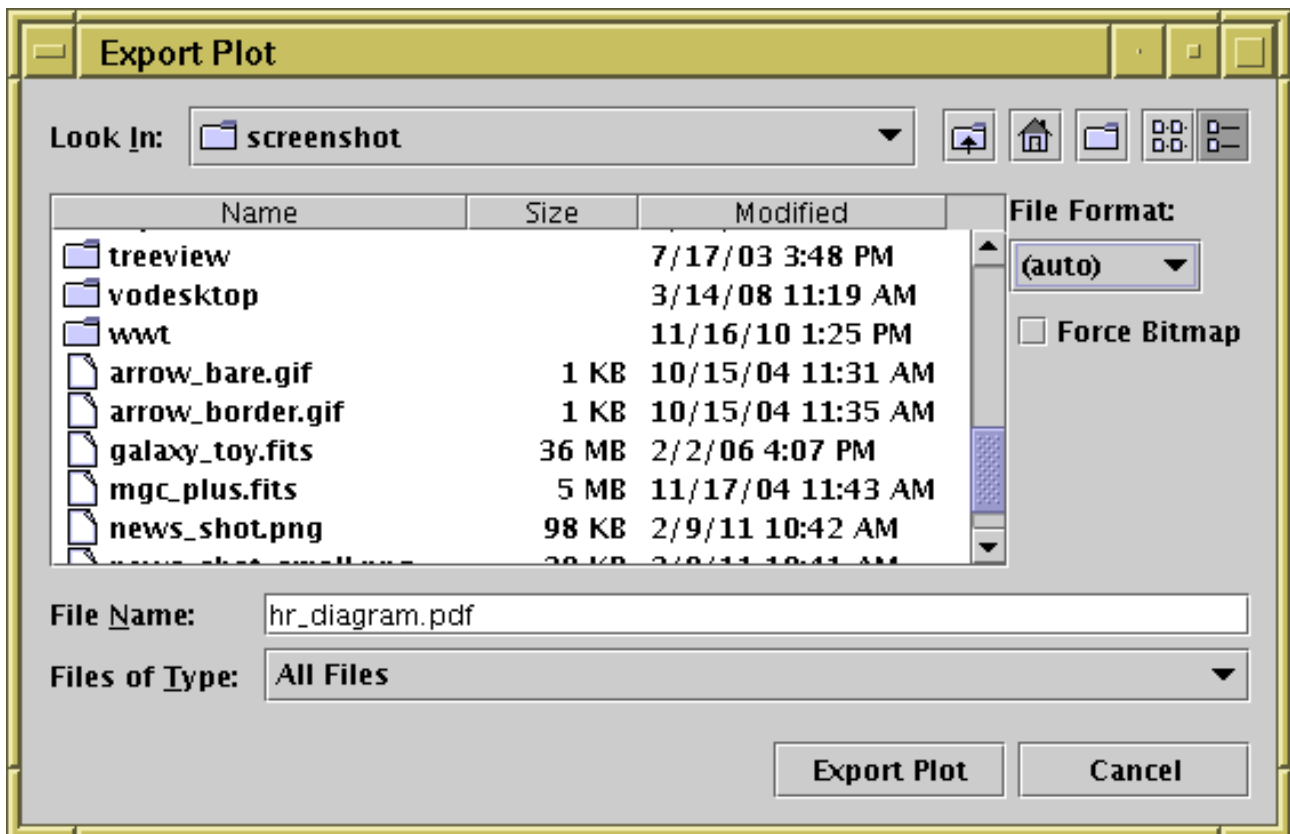 Export Plot
Look In: screenshot
Name Size Modified
File Format:
treeview 7/17/03 3:48 PM
(auto)
vodesktop 3/14/08 11:19 AM
wwt 11/16/10 1:25 PM
Force Bitmap
arrow_bare.gif 1 KB 10/15/04 11:31 AM
arrow_border.gif 1 KB 10/15/04 11:35 AM
galaxy_toy.fits 36 MB 2/2/06 4:07 PM
mgc_plus.fits 5 MB 11/17/04 11:43 AM
news_shot.png 98 KB 2/9/11 10:42 AM
File Name: hr_diagram.pdf
Files of Type: All Files
Export Plot Cancel